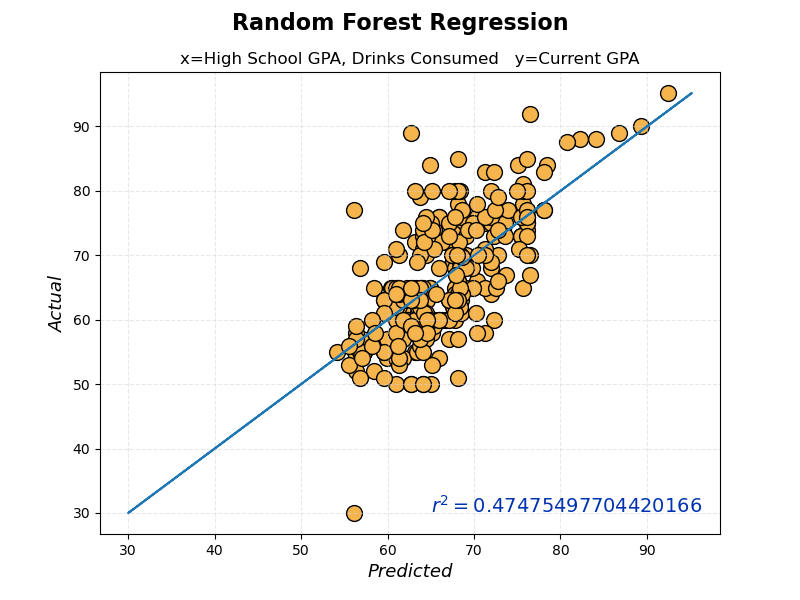 Random Forest Regression
x=High School GPA, Drinks Consumed   y=Current GPA
90
80
70
60
50
40
30
Actual
r² = 0.47475497704420166
30 40 50 60 70 80 90
Predicted